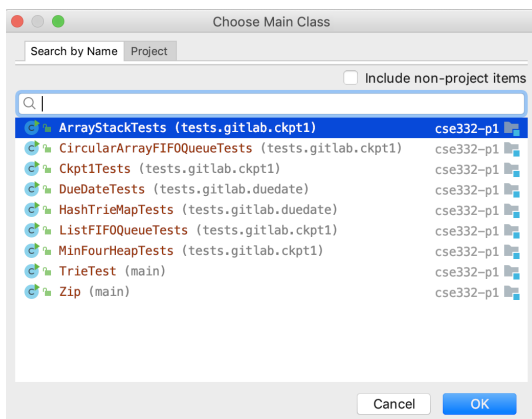 Choose Main Class
Search by Name Project
Include non-project items
ArrayStackTests (tests.gitlab.ckpt1) cse332-p1
CircularArrayFIFOQueueTests (tests.gitlab.ckpt1) cse332-p1
Ckpt1Tests (tests.gitlab.ckpt1) cse332-p1
DueDateTests (tests.gitlab.duedate) cse332-p1
HashTrieMapTests (tests.gitlab.duedate) cse332-p1
ListFIFOQueueTests (tests.gitlab.ckpt1) cse332-p1
MinFourHeapTests (tests.gitlab.ckpt1) cse332-p1
TrieTest (main) cse332-p1
Zip (main) cse332-p1
Cancel OK